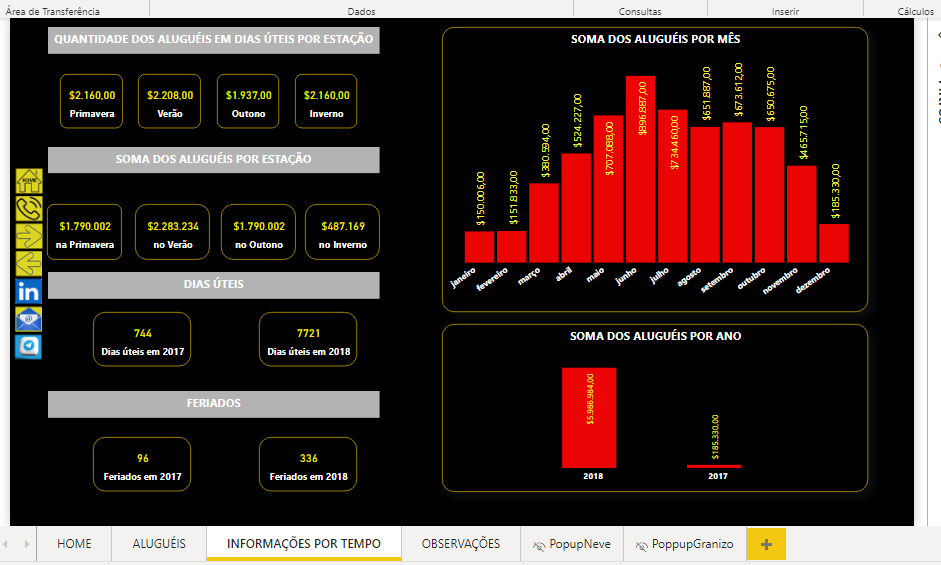 Área de Transferência
Dados
Consultas
Inserir
Cálculos
QUANTIDADE DOS ALUGUÉIS EM DIAS ÚTEIS POR ESTAÇÃO
$2.160,00
Primavera
$2.208,00
Verão
$1.937,00
Outono
$2.160,00
Inverno
SOMA DOS ALUGUÉIS POR ESTAÇÃO
$1.790.002
na Primavera
$2.283.234
no Verão
$1.790.002
no Outono
$487.169
no Inverno
DIAS ÚTEIS
744
Dias úteis em 2017
7721
Dias úteis em 2018
FERIADOS
96
Feriados em 2017
336
Feriados em 2018
HOME
in
@
SOMA DOS ALUGUÉIS POR MÊS
$150.006,00
$151.833,00
$380.594,00
$524.227,00
$707.088,00
$896.887,00
$734.460,00
$651.887,00
$673.612,00
$650.675,00
$465.715,00
$185.330,00
janeiro
fevereiro
março
abril
maio
junho
julho
agosto
setembro
outubro
novembro
dezembro
SOMA DOS ALUGUÉIS POR ANO
$5.986.984,00
$185.330,00
2018
2017
HOME
ALUGUÉIS
INFORMAÇÕES POR TEMPO
OBSERVAÇÕES
PopupNeve
PoppupGranizo
+